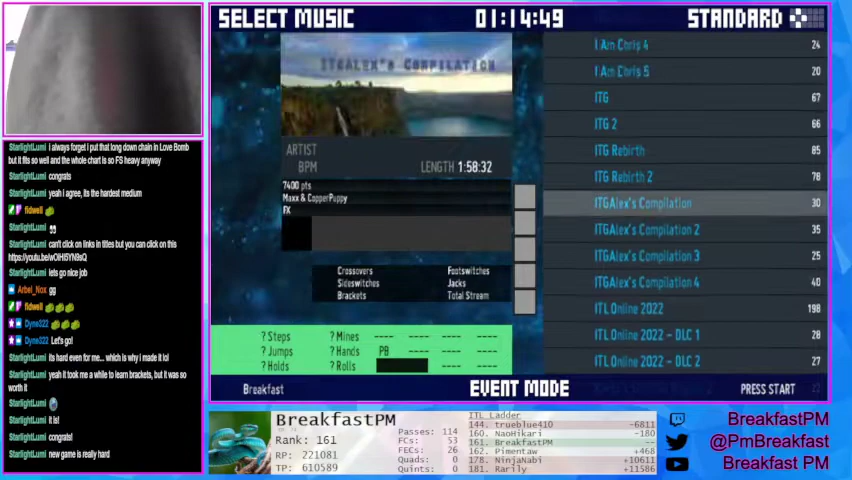 SELECT MUSIC
01:14:49
STANDARD
StarlightLumi I always forget i put that long down chain in Love Bomb
but it fits so well and the whole chart is so FS heavy anyway
StarlightLumi congrats
StarlightLumi yeah i agree, its the hardest medium
fidwell
StarlightLumi
StarlightLumi can't click on links in titles but you can click on this
StarlightLumi lets go nice job
Arbei_Nox gg
fidwell
Dyne322
Dyne322 Let's go!
StarlightLumi its hard even for me... which is why i made it lol
StarlightLumi yeah it took me a while to learn brackets, but it was so
worth it
StarlightLumi
StarlightLumi it is!
StarlightLumi congrats!
StarlightLumi new game is really hard
ITGALEX'S COMPILATION
ARTIST
BPM
LENGTH 1:58:32
7400 pts
Maxx & CopperPuppy
FX
Crossovers
Footswitches
Sideswitches
Jacks
Brackets
Total Stream
? Steps
? Mines
? Jumps
? Hands
PB
? Holds
? Rolls
I Am Chris 4 24
I Am Chris 5 20
ITG 67
ITG 2 66
ITG Rebirth 85
ITG Rebirth 2 78
ITGAlex's Compilation 30
ITGAlex's Compilation 2 35
ITGAlex's Compilation 3 25
ITGAlex's Compilation 4 40
ITL Online 2022 198
ITL Online 2022 - DLC 1 28
ITL Online 2022 - DLC 2 27
Breakfast
EVENT MODE
PRESS START
BreakfastPM
Rank: 161
RP: 221081
TP: 610589
Passes: 114
FCs: 53
FECs: 26
Quads: 0
Quints: 0
ITL Ladder
144. trueblue410 -6811
160. NaoHikari -180
161. BreakfastPM --
162. Pimentaw +468
178. NinjaNabi +10611
181. Rarily +11586
BreakfastPM
@PmBreakfast
Breakfast PM